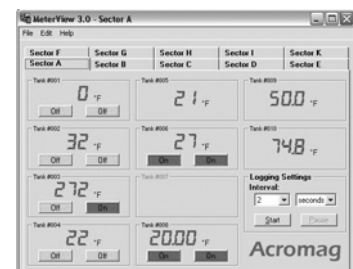 MeterView 3.0 - Sector A
File Edit Help
Sector F Sector G Sector H Sector I Sector K
Sector A Sector B Sector C Sector D Sector E
Tank #001 Tank #005 Tank #009
0 °F 21 °F 50.0 °F
Off Off
Tank #002 Tank #006 Tank #010
32 °F 27 °F 74.8 °F
Off Off On On
Tank #003 Tank #007 Logging Settings
272 °F Interval:
Off On 2 seconds
Start Pause
Tank #004 Tank #008
22 °F 20.00 °F
Off Off On On
Acromag